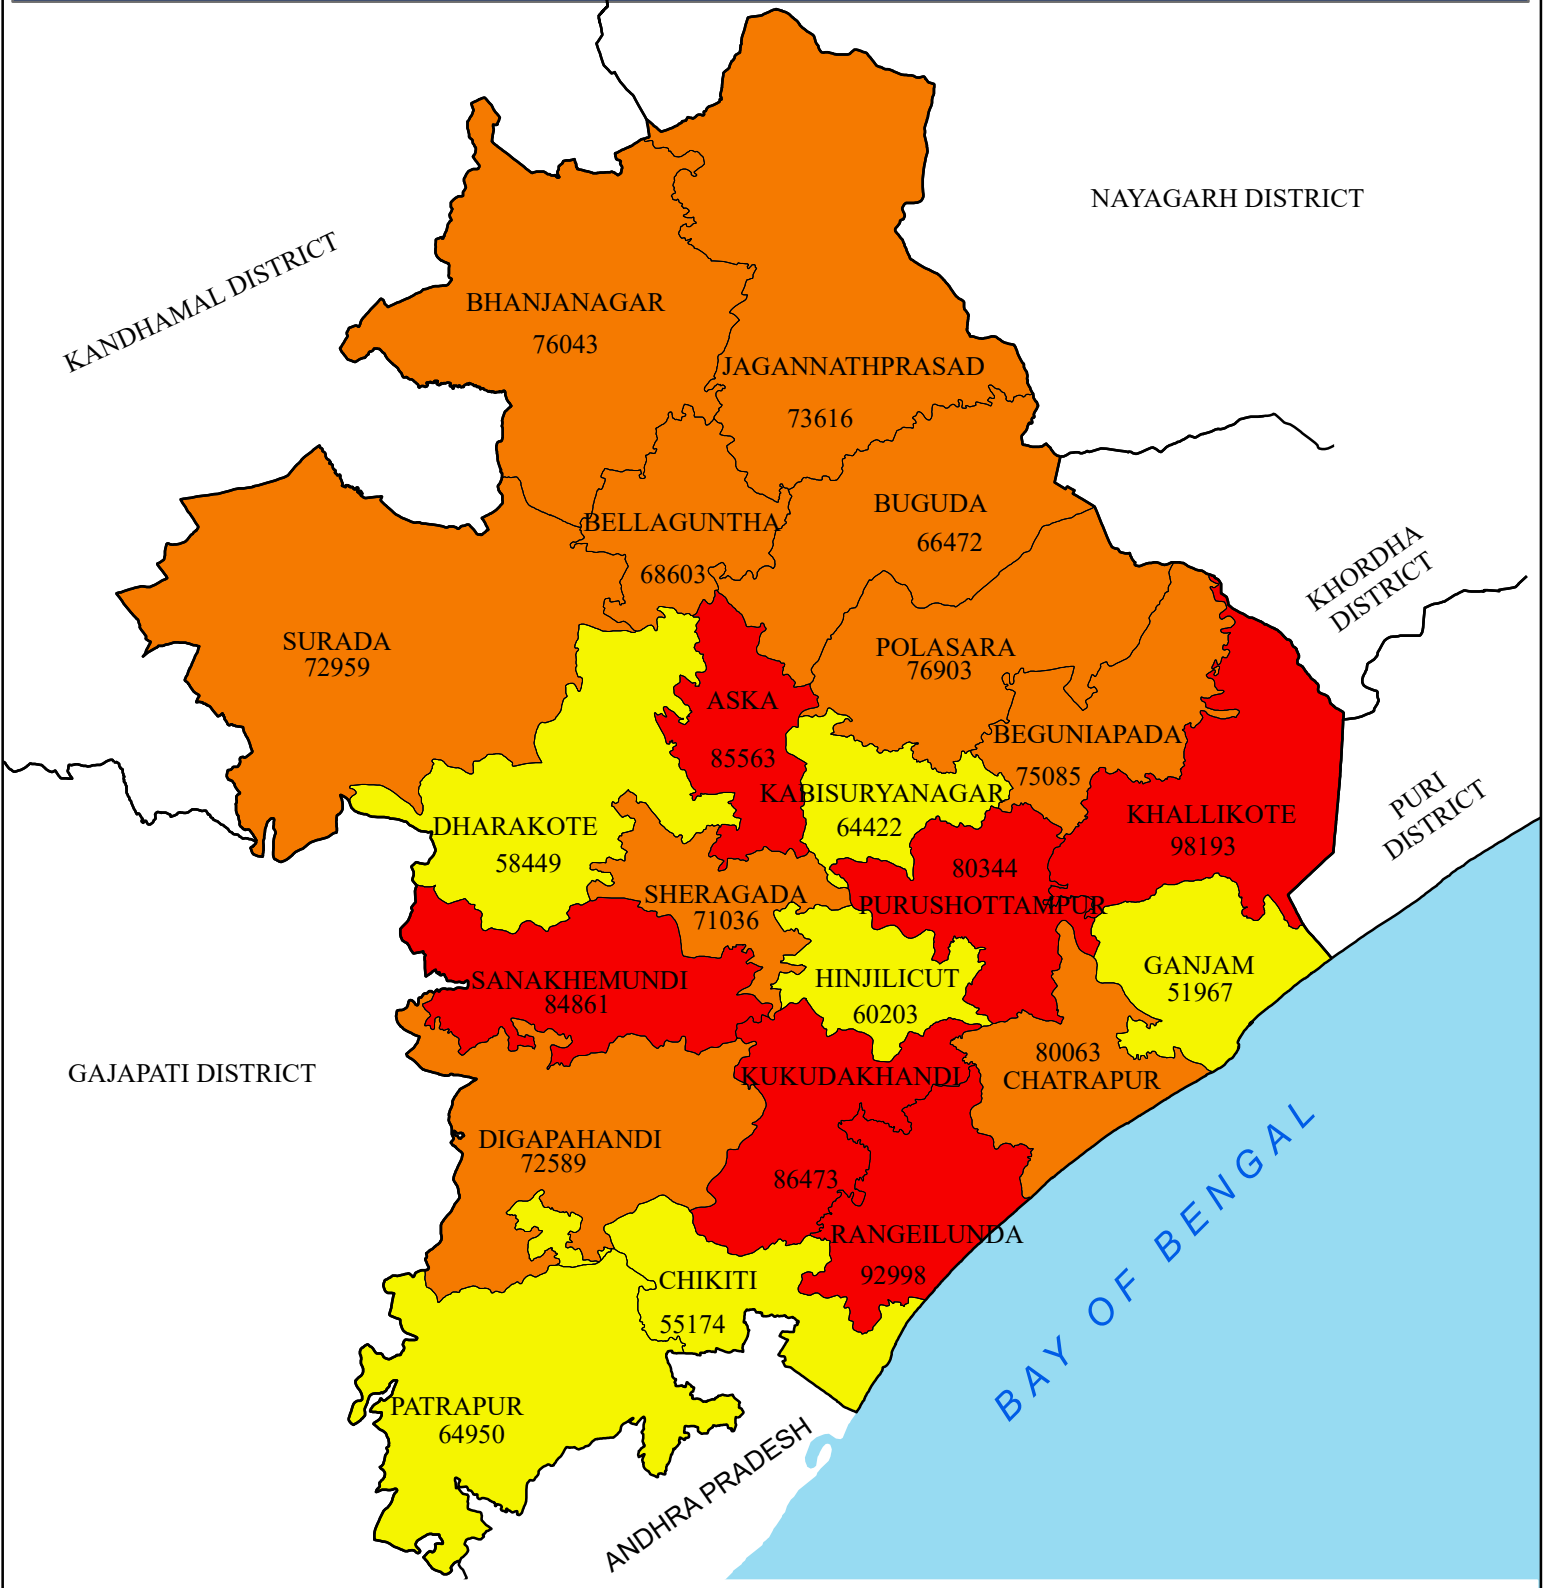 NAYAGARH DISTRICT
KANDHAMAL DISTRICT
BHANJANAGAR
76043
JAGANNATHPRASAD
73616
BUGUDA
66472
BELLAGUNTHA
68603
KHORDHA
DISTRICT
SURADA
72959
POLASARA
76903
ASKA
85563
BEGUNIAPADA
75085
KABISURYANAGAR
64422
KHALLIKOTE
98193
PURI
DISTRICT
DHARAKOTE
58449
80344
PURUSHOTTAMPUR
SHERAGADA
71036
GANJAM
51967
SANAKHEMUNDI
84861
HINJILICUT
60203
GAJAPATI DISTRICT
80063
CHATRAPUR
KUKUDAKHANDI
86473
DIGAPAHANDI
72589
RANGEILUNDA
92998
CHIKITI
55174
BAY OF BENGAL
PATRAPUR
64950
ANDHRA PRADESH